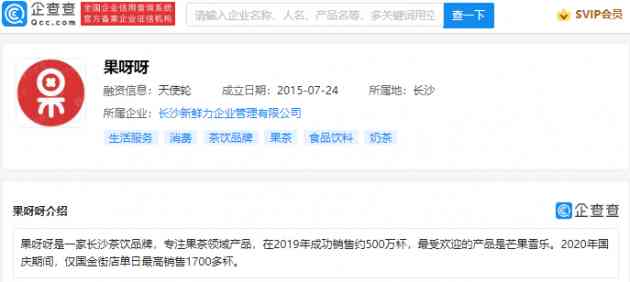 企查查
Qcc.com
全国企业信用查询系统
官方备案企业征信机构
请输入企业名称、人名、产品名等，多关键词用空
查一下
SVIP会员
果呀呀
融资信息：天使轮 成立日期：2015-07-24 所属地：长沙
所属企业：长沙新鲜力企业管理有限公司
生活服务 消费 茶饮品牌 果茶 食品饮料 奶茶
果呀呀介绍
企查查
果呀呀是一家长沙茶饮品牌，专注果茶领域产品，在2019年成功销售约500万杯，最受欢迎的产品是芒果雪乐。2020年国
庆期间，仅国金街店单日最高销售1700多杯。